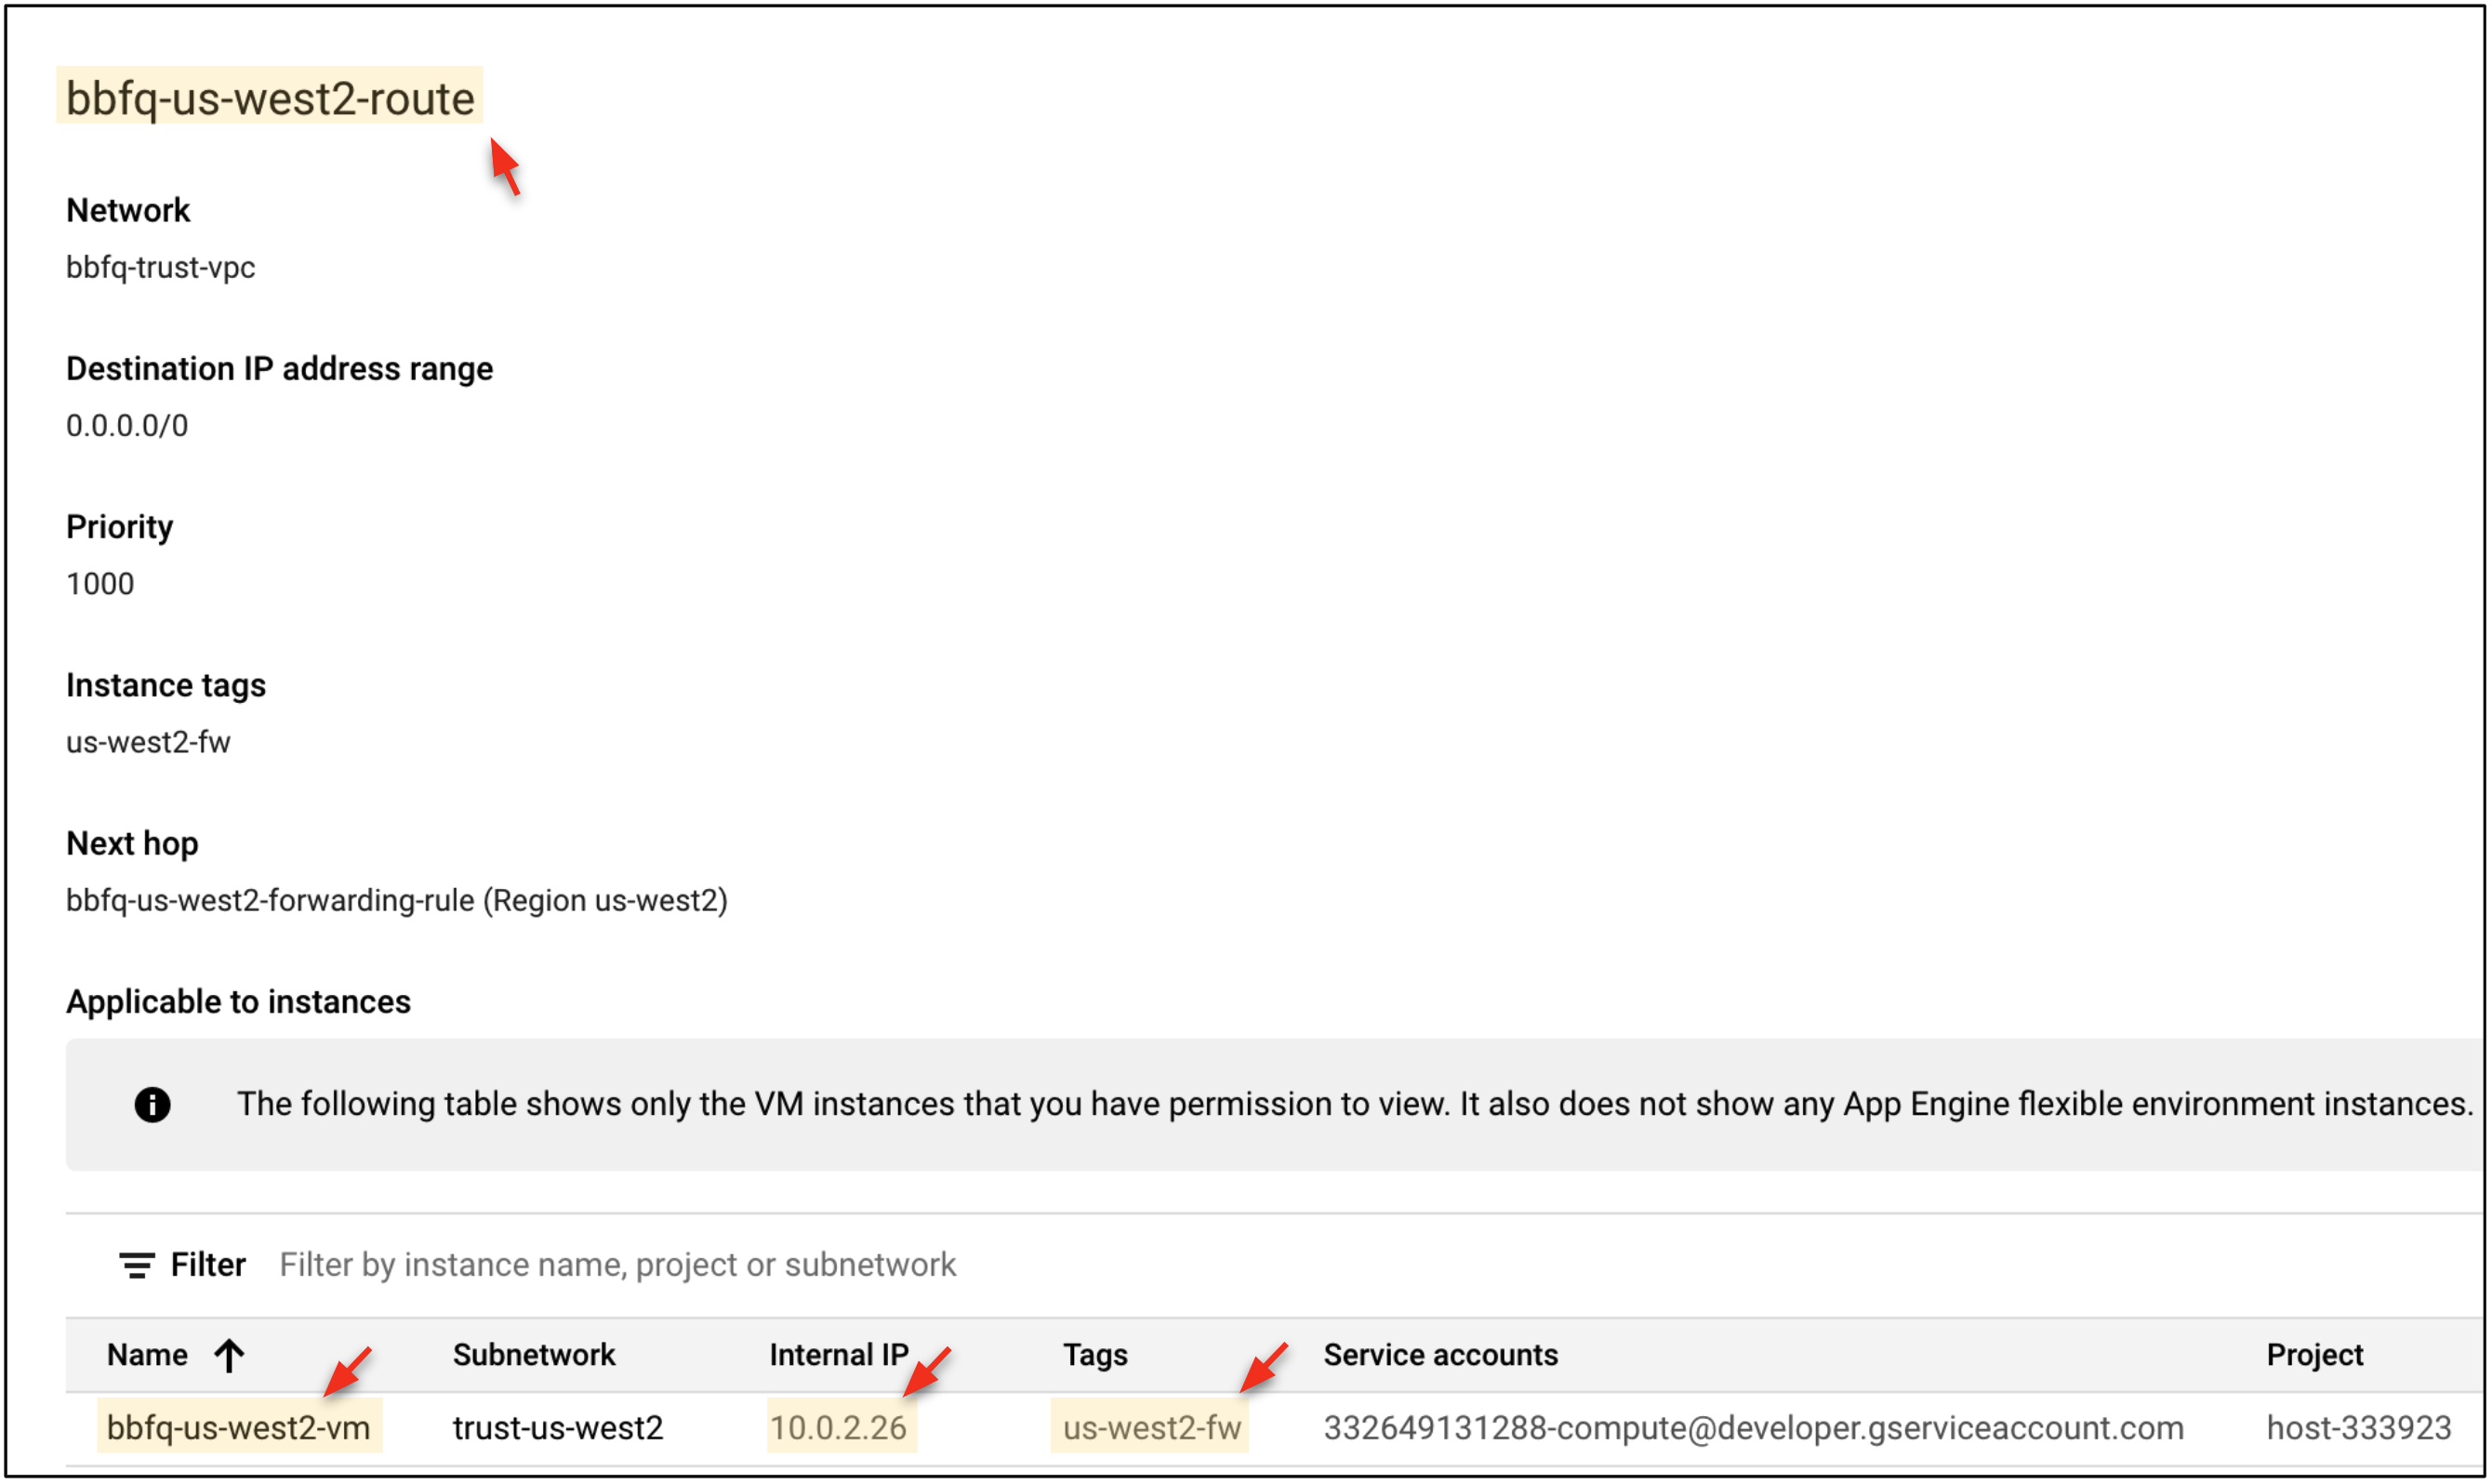 bbfq-us-west2-route
Network
bbfq-trust-vpc
Destination IP address range
0.0.0.0/0
Priority
1000
Instance tags
us-west2-fw
Next hop
bbfq-us-west2-forwarding-rule (Region us-west2)
Applicable to instances
The following table shows only the VM instances that you have permission to view. It also does not show any App Engine flexible environment instances.
Filter Filter by instance name, project or subnetwork
Name Subnetwork Internal IP Tags Service accounts Project
bbfq-us-west2-vm trust-us-west2 10.0.2.26 us-west2-fw 332649131288-compute@developer.gserviceaccount.com host-333923